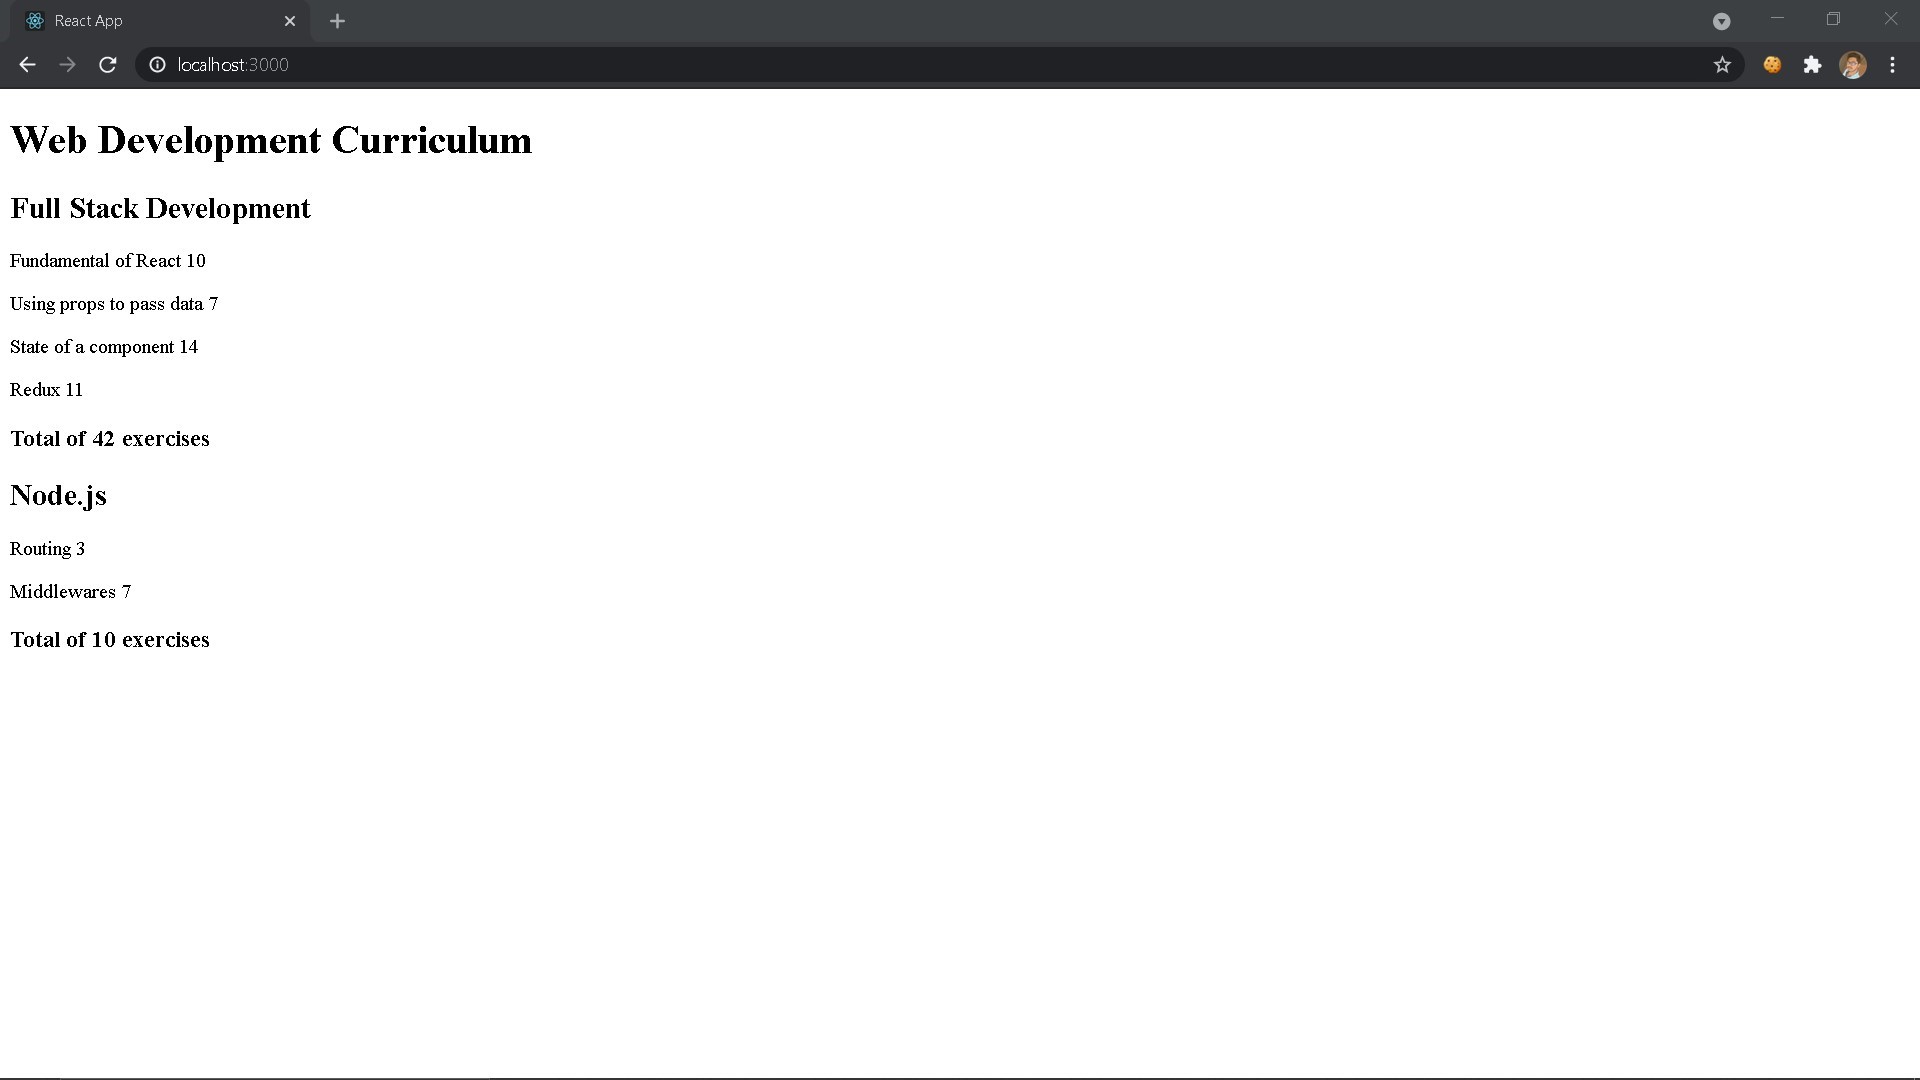 React App
localhost:3000
Web Development Curriculum
Full Stack Development
Fundamental of React 10
Using props to pass data 7
State of a component 14
Redux 11
Total of 42 exercises
Node.js
Routing 3
Middlewares 7
Total of 10 exercises